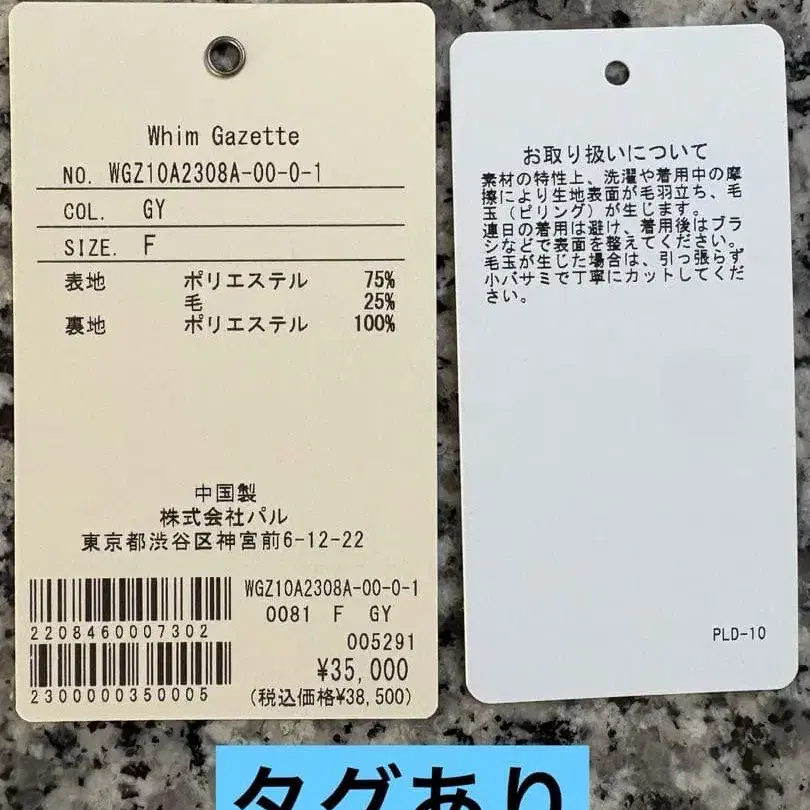 Whim Gazette
NO. WGZ10A2308A-00-0-1
COL. GY
SIZE. F
表地 ポリエステル 75%
毛 25%
裏地 ポリエステル 100%
中国製
株式会社パル
東京都渋谷区神宮前6-12-22
WGZ10A2308A-00-0-1
0081 F GY
2208460007302
005291
¥35,000
2300000350005
(税込価格¥38,500)
お取り扱いについて
素材の特性上、洗濯や着用中の摩
擦により生地表面が毛羽立ち、毛
玉（ピリング）が生じます。
連日の着用は避け、着用後はブラ
シなどで表面を整えてください。
毛玉が生じた場合は、引っ張らず
小バサミで丁寧にカットしてくだ
さい。
PLD-10
タグあり